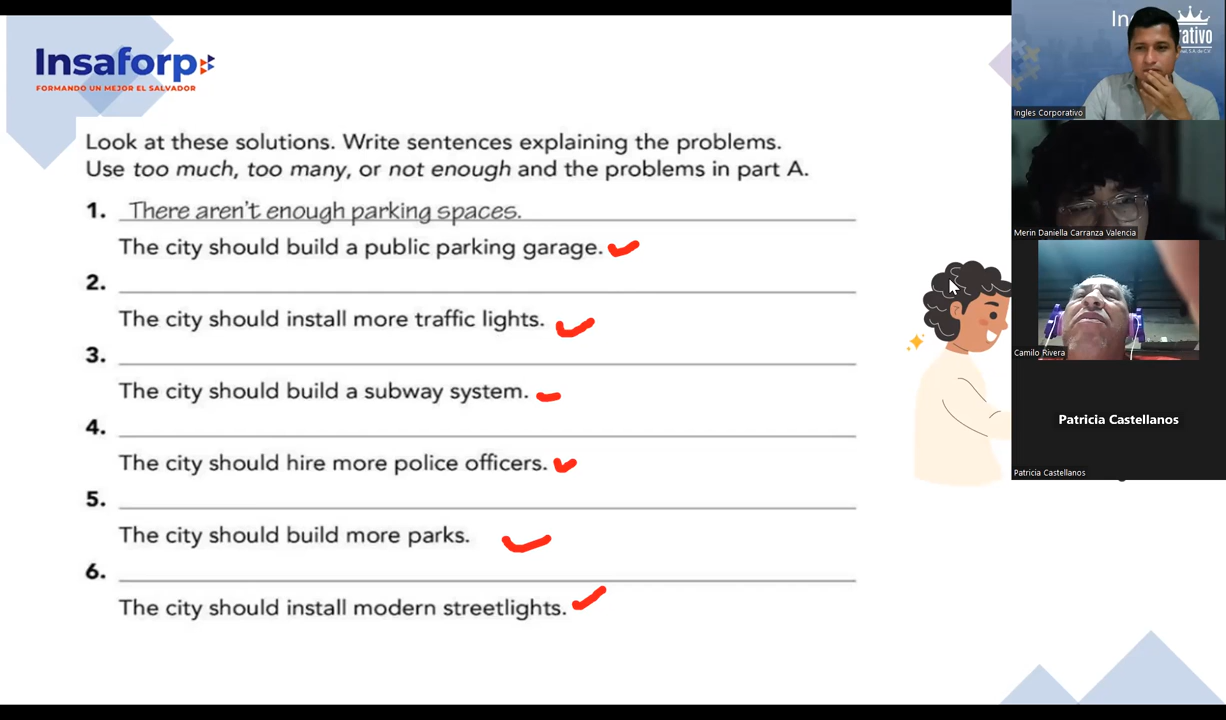 Insaforp
FORMANDO UN MEJOR EL SALVADOR
Look at these solutions. Write sentences explaining the problems.
Use too much, too many, or not enough and the problems in part A.
1. There aren't enough parking spaces.
The city should build a public parking garage.
2.
The city should install more traffic lights.
3.
The city should build a subway system.
4.
The city should hire more police officers.
5.
The city should build more parks.
6.
The city should install modern streetlights.
Ingles Corporativo
Merin Daniella Carranza Valencia
Camilo Rivera
Patricia Castellanos
Patricia Castellanos